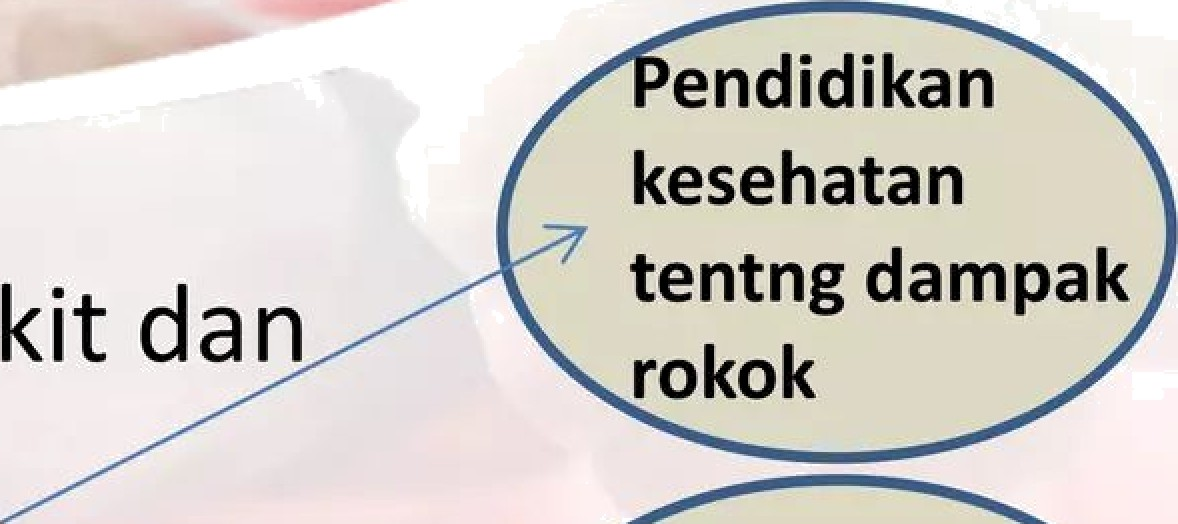 Pendidikan
kesehatan
tentng dampak
rokok
kit dan